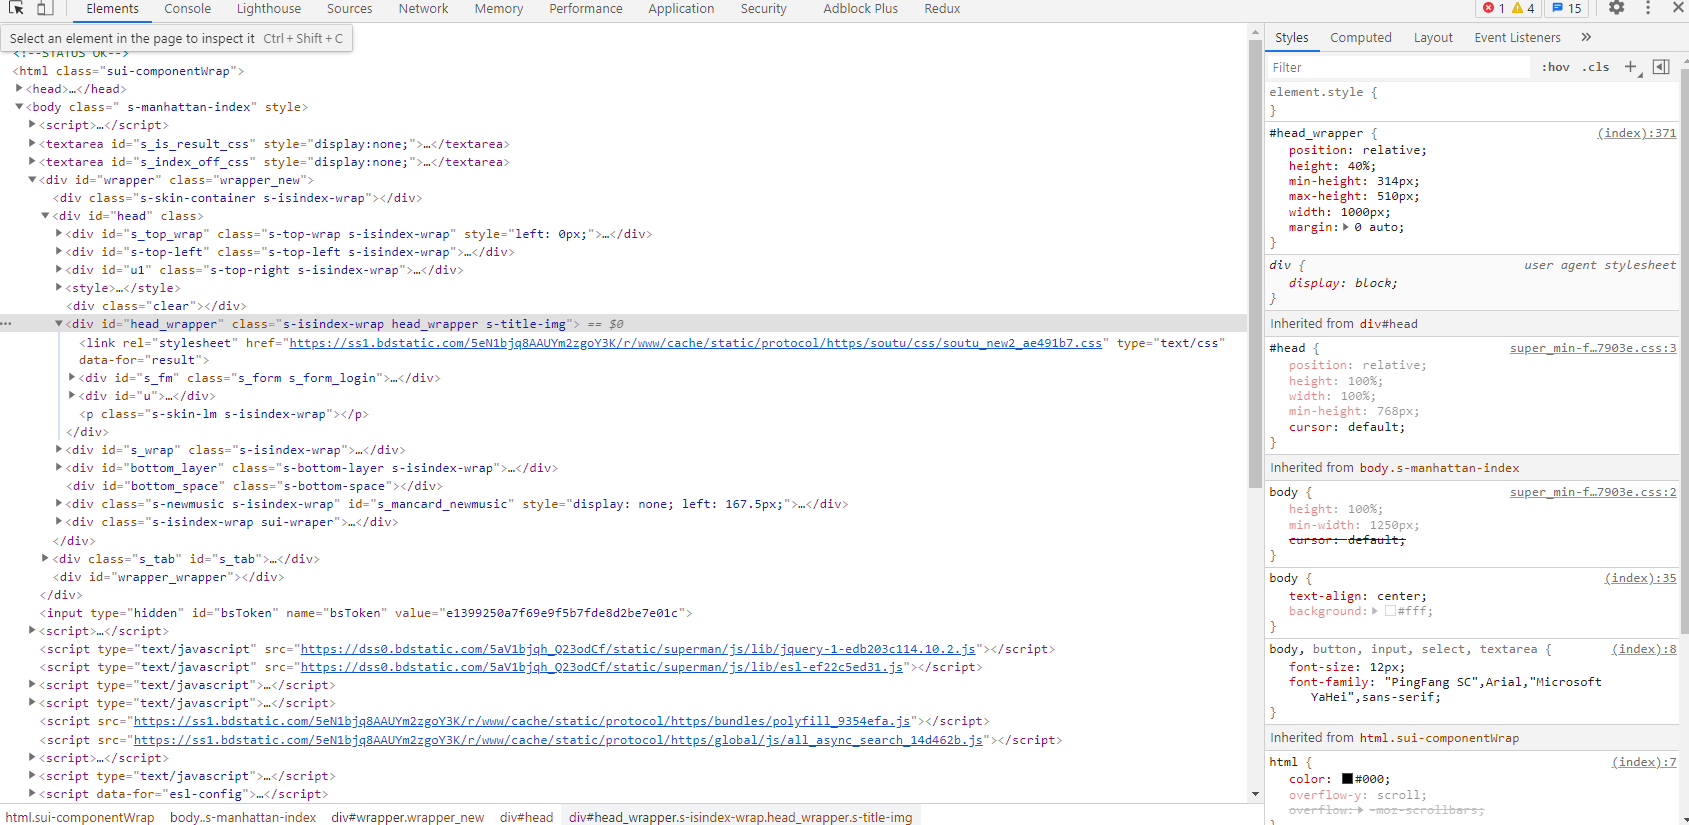 Elements Console Lighthouse Sources Network Memory Performance Application Security Adblock Plus Redux 1 4 15
Select an element in the page to inspect it Ctrl + Shift + C
<!--STATUS OK-->
<html class="sui-componentWrap">
<head>…</head>
<body class=" s-manhattan-index" style>
<script>…</script>
<textarea id="s_is_result_css" style="display:none;">…</textarea>
<textarea id="s_index_off_css" style="display:none;">…</textarea>
<div id="wrapper" class="wrapper_new">
<div class="s-skin-container s-isindex-wrap"></div>
<div id="head" class>
<div id="s_top_wrap" class="s-top-wrap s-isindex-wrap" style="left: 0px;">…</div>
<div id="s-top-left" class="s-top-left s-isindex-wrap">…</div>
<div id="u1" class="s-top-right s-isindex-wrap">…</div>
<style>…</style>
<div class="clear"></div>
… <div id="head_wrapper" class="s-isindex-wrap head_wrapper s-title-img"> == $0
<link rel="stylesheet" href="https://ss1.bdstatic.com/5eN1bjq8AAUYm2zgoY3K/r/www/cache/static/protocol/https/soutu/css/soutu_new2_ae491b7.css" type="text/css"
data-for="result">
<div id="s_fm" class="s_form s_form_login">…</div>
<div id="u">…</div>
<p class="s-skin-lm s-isindex-wrap"></p>
</div>
<div id="s_wrap" class="s-isindex-wrap">…</div>
<div id="bottom_layer" class="s-bottom-layer s-isindex-wrap">…</div>
<div id="bottom_space" class="s-bottom-space"></div>
<div class="s-newmusic s-isindex-wrap" id="s_mancard_newmusic" style="display: none; left: 167.5px;">…</div>
<div class="s-isindex-wrap sui-wraper">…</div>
</div>
<div class="s_tab" id="s_tab">…</div>
<div id="wrapper_wrapper"></div>
</div>
<input type="hidden" id="bsToken" name="bsToken" value="e1399250a7f69e9f5b7fde8d2be7e01c">
<script>…</script>
<script type="text/javascript" src="https://dss0.bdstatic.com/5aV1bjqh_Q23odCf/static/superman/js/lib/jquery-1-edb203c114.10.2.js"></script>
<script type="text/javascript" src="https://dss0.bdstatic.com/5aV1bjqh_Q23odCf/static/superman/js/lib/esl-ef22c5ed31.js"></script>
<script type="text/javascript">…</script>
<script type="text/javascript">…</script>
<script src="https://ss1.bdstatic.com/5eN1bjq8AAUYm2zgoY3K/r/www/cache/static/protocol/https/bundles/polyfill_9354efa.js"></script>
<script src="https://ss1.bdstatic.com/5eN1bjq8AAUYm2zgoY3K/r/www/cache/static/protocol/https/global/js/all_async_search_14d462b.js"></script>
<script>…</script>
<script type="text/javascript">…</script>
<script data-for="esl-config">…</script>
html.sui-componentWrap body..s-manhattan-index div#wrapper.wrapper_new div#head div#head_wrapper.s-isindex-wrap.head_wrapper.s-title-img
Styles Computed Layout Event Listeners »
Filter :hov .cls +
element.style {
}
#head_wrapper { (index):371
position: relative;
height: 40%;
min-height: 314px;
max-height: 510px;
width: 1000px;
margin: 0 auto;
}
div { user agent stylesheet
display: block;
}
Inherited from div#head
#head { super_min-f…7903e.css:3
position: relative;
height: 100%;
width: 100%;
min-height: 768px;
cursor: default;
}
Inherited from body.s-manhattan-index
body { super_min-f…7903e.css:2
height: 100%;
min-width: 1250px;
cursor: default;
}
body { (index):35
text-align: center;
background: #fff;
}
body, button, input, select, textarea { (index):8
font-size: 12px;
font-family: "PingFang SC",Arial,"Microsoft
YaHei",sans-serif;
}
Inherited from html.sui-componentWrap
html { (index):7
color: #000;
overflow-y: scroll;
overflow: -moz-scrollbars;
}